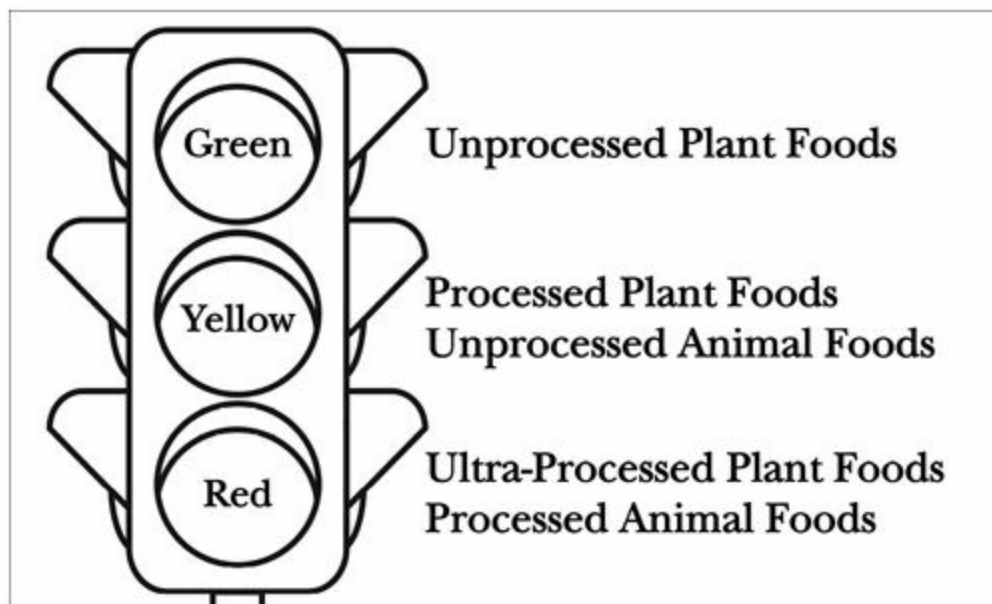 Green
Unprocessed Plant Foods
Yellow
Processed Plant Foods
Unprocessed Animal Foods
Red
Ultra-Processed Plant Foods
Processed Animal Foods